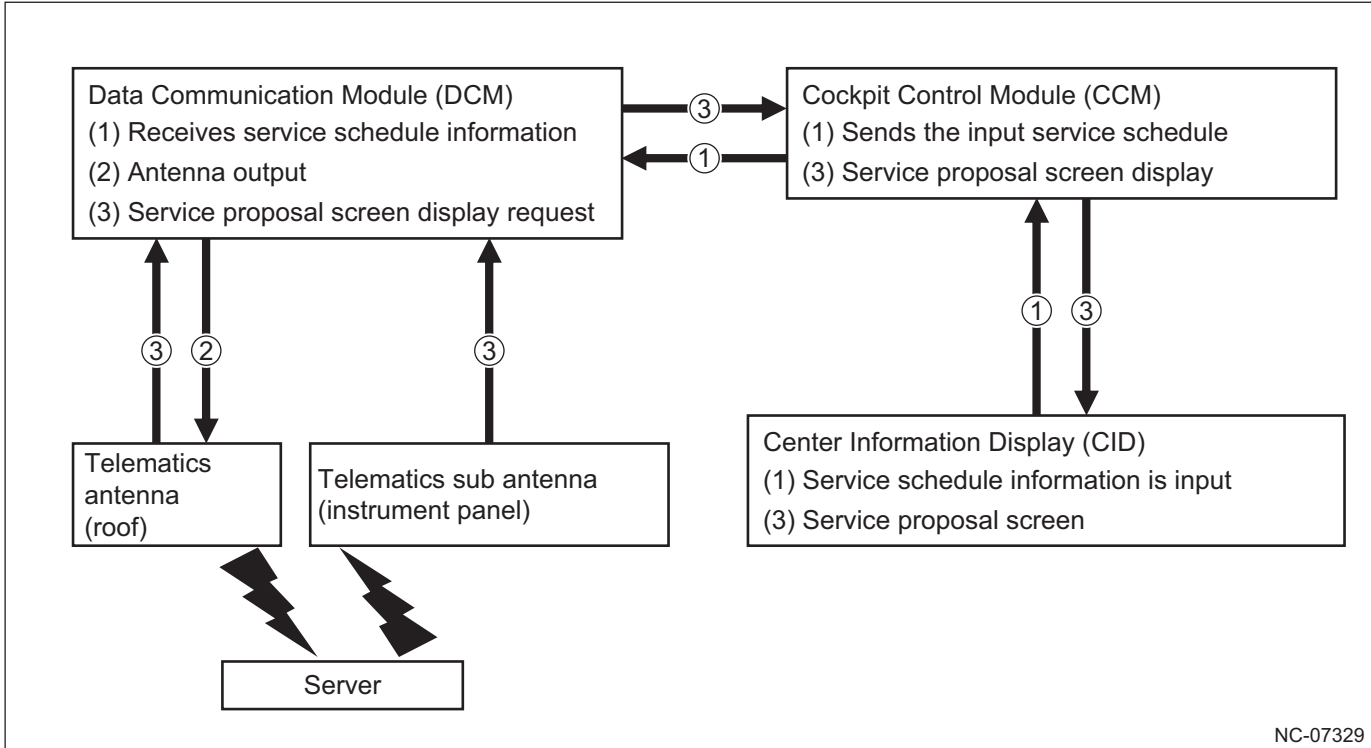 Data Communication Module (DCM)
(1) Receives service schedule information
(2) Antenna output
(3) Service proposal screen display request
③
①
Cockpit Control Module (CCM)
(1) Sends the input service schedule
(3) Service proposal screen display
③
②
③
①
③
Telematics
antenna
(roof)
Telematics sub antenna
(instrument panel)
Center Information Display (CID)
(1) Service schedule information is input
(3) Service proposal screen
Server
NC-07329